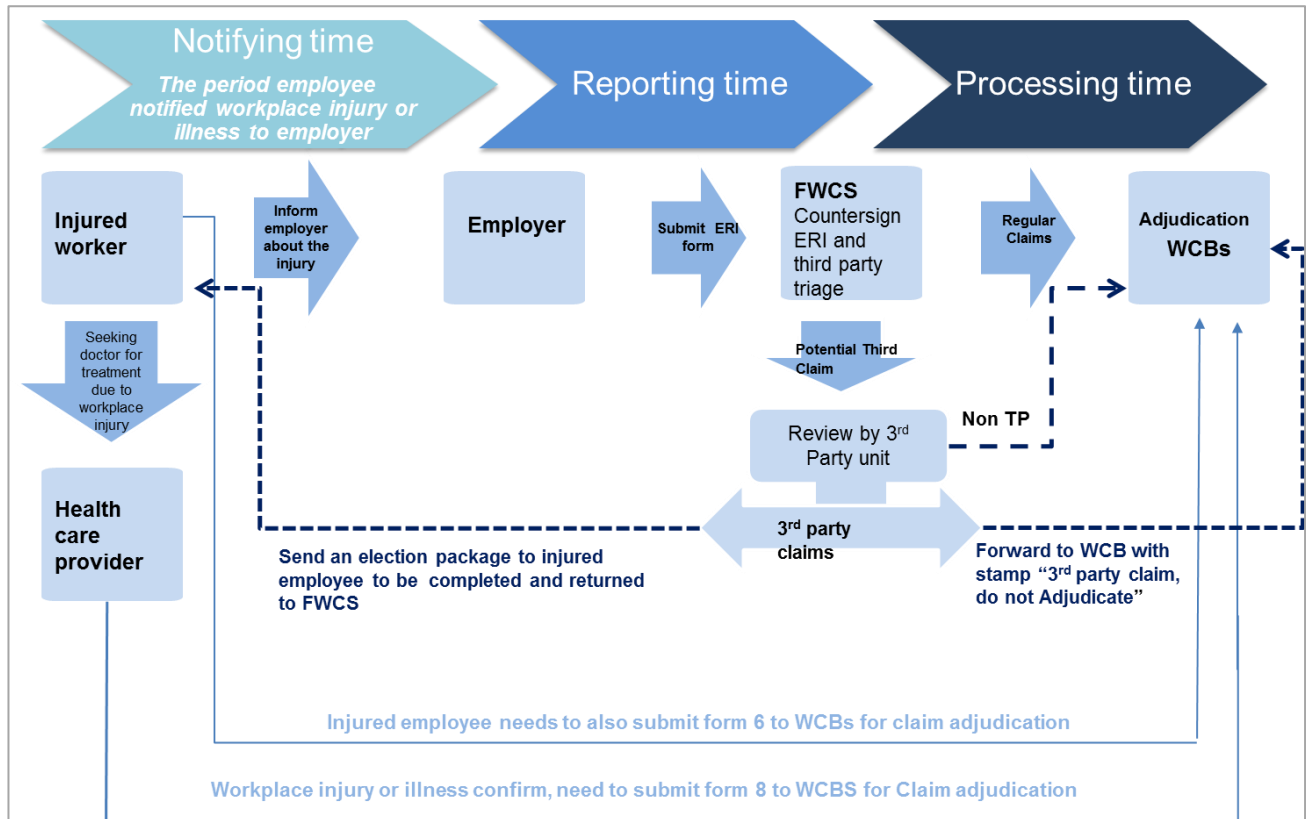 Notifying time
The period employee
notified workplace injury or
illness to employer
Reporting time
Processing time
Injured
worker
Inform
employer
about the
injury
Employer
Submit ERI
form
FWCS
Countersign
ERI and
third party
triage
Regular
Claims
Adjudication
WCBs
Seeking
doctor for
treatment
due to
workplace
injury
Potential Third
Claim
Review by 3rd
Party unit
Non TP
Health
care
provider
3rd party
claims
Send an election package to injured
employee to be completed and returned
to FWCS
Forward to WCB with
stamp “3rd party claim,
do not Adjudicate”
Injured employee needs to also submit form 6 to WCBs for claim adjudication
Workplace injury or illness confirm, need to submit form 8 to WCBS for Claim adjudication